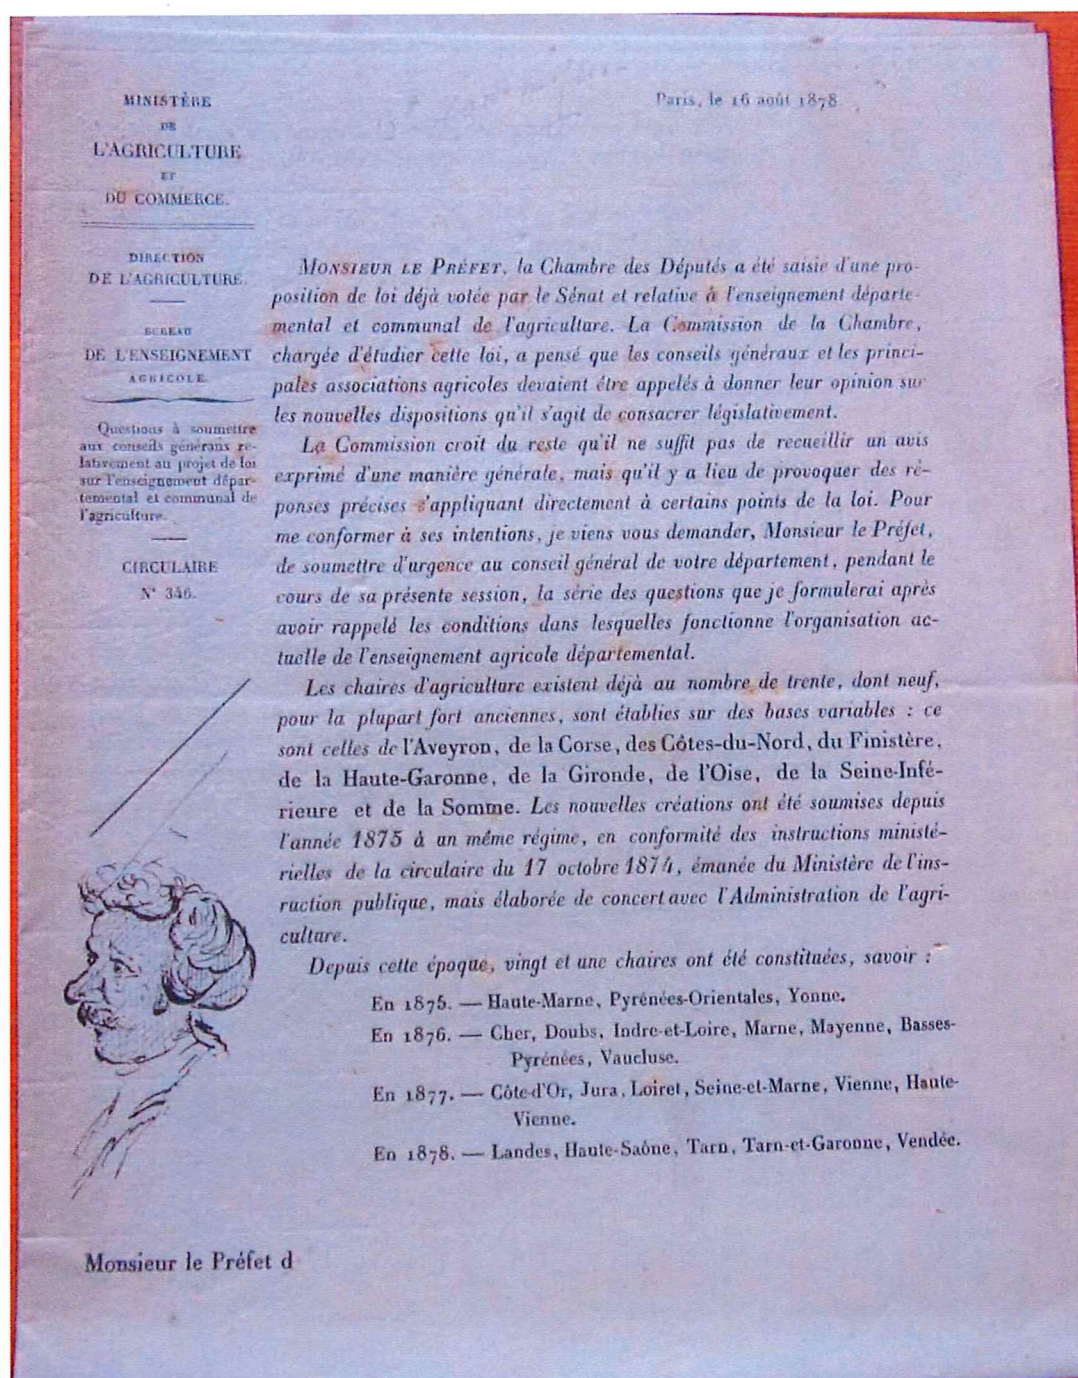 MINISTÈRE
DE
L'AGRICULTURE
ET
DU COMMERCE.
DIRECTION
DE L'AGRICULTURE.
BUREAU
DE L'ENSEIGNEMENT
AGRICOLE.
Questions à soumettre
aux conseils généraux re-
lativement au projet de loi
sur l'enseignement dépar-
temental et communal de
l'agriculture.
CIRCULAIRE
N° 346.
Paris, le 16 août 1878.
MONSIEUR LE PRÉFET, la Chambre des Députés a été saisie d'une pro-
position de loi déjà votée par le Sénat et relative à l'enseignement départe-
mental et communal de l'agriculture. La Commission de la Chambre,
chargée d'étudier cette loi, a pensé que les conseils généraux et les princi-
pales associations agricoles devaient être appelés à donner leur opinion sur
les nouvelles dispositions qu'il s'agit de consacrer législativement.
La Commission croit du reste qu'il ne suffit pas de recueillir un avis
exprimé d'une manière générale, mais qu'il y a lieu de provoquer des ré-
ponses précises s'appliquant directement à certains points de la loi. Pour
me conformer à ses intentions, je viens vous demander, Monsieur le Préfet,
de soumettre d'urgence au conseil général de votre département, pendant le
cours de sa présente session, la série des questions que je formulerai après
avoir rappelé les conditions dans lesquelles fonctionne l'organisation ac-
tuelle de l'enseignement agricole départemental.
Les chaires d'agriculture existent déjà au nombre de trente, dont neuf,
pour la plupart fort anciennes, sont établies sur des bases variables : ce
sont celles de l'Aveyron, de la Corse, des Côtes-du-Nord, du Finistère,
de la Haute-Garonne, de la Gironde, de l'Oise, de la Seine-Infé-
rieure et de la Somme. Les nouvelles créations ont été soumises depuis
l'année 1875 à un même régime, en conformité des instructions ministé-
rielles de la circulaire du 17 octobre 1874, émanée du Ministère de l'ins-
truction publique, mais élaborée de concert avec l'Administration de l'agri-
culture.
Depuis cette époque, vingt et une chaires ont été constituées, savoir :
En 1875. — Haute-Marne, Pyrénées-Orientales, Yonne.
En 1876. — Cher, Doubs, Indre-et-Loire, Marne, Mayenne, Basses-
Pyrénées, Vaucluse.
En 1877. — Côte-d'Or, Jura, Loiret, Seine-et-Marne, Vienne, Haute-
Vienne.
En 1878. — Landes, Haute-Saône, Tarn, Tarn-et-Garonne, Vendée.
Monsieur le Préfet d